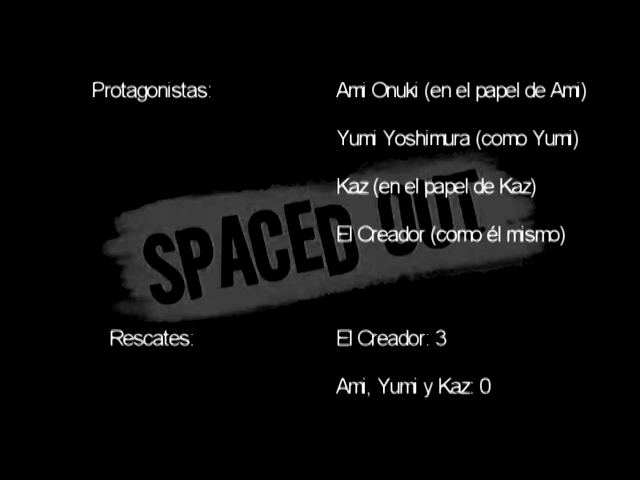 Protagonistas: Ami Onuki (en el papel de Ami)
Yumi Yoshimura (como Yumi)
Kaz (en el papel de Kaz)
El Creador (como él mismo)
SPACED OUT
Rescates: El Creador: 3
Ami, Yumi y Kaz: 0